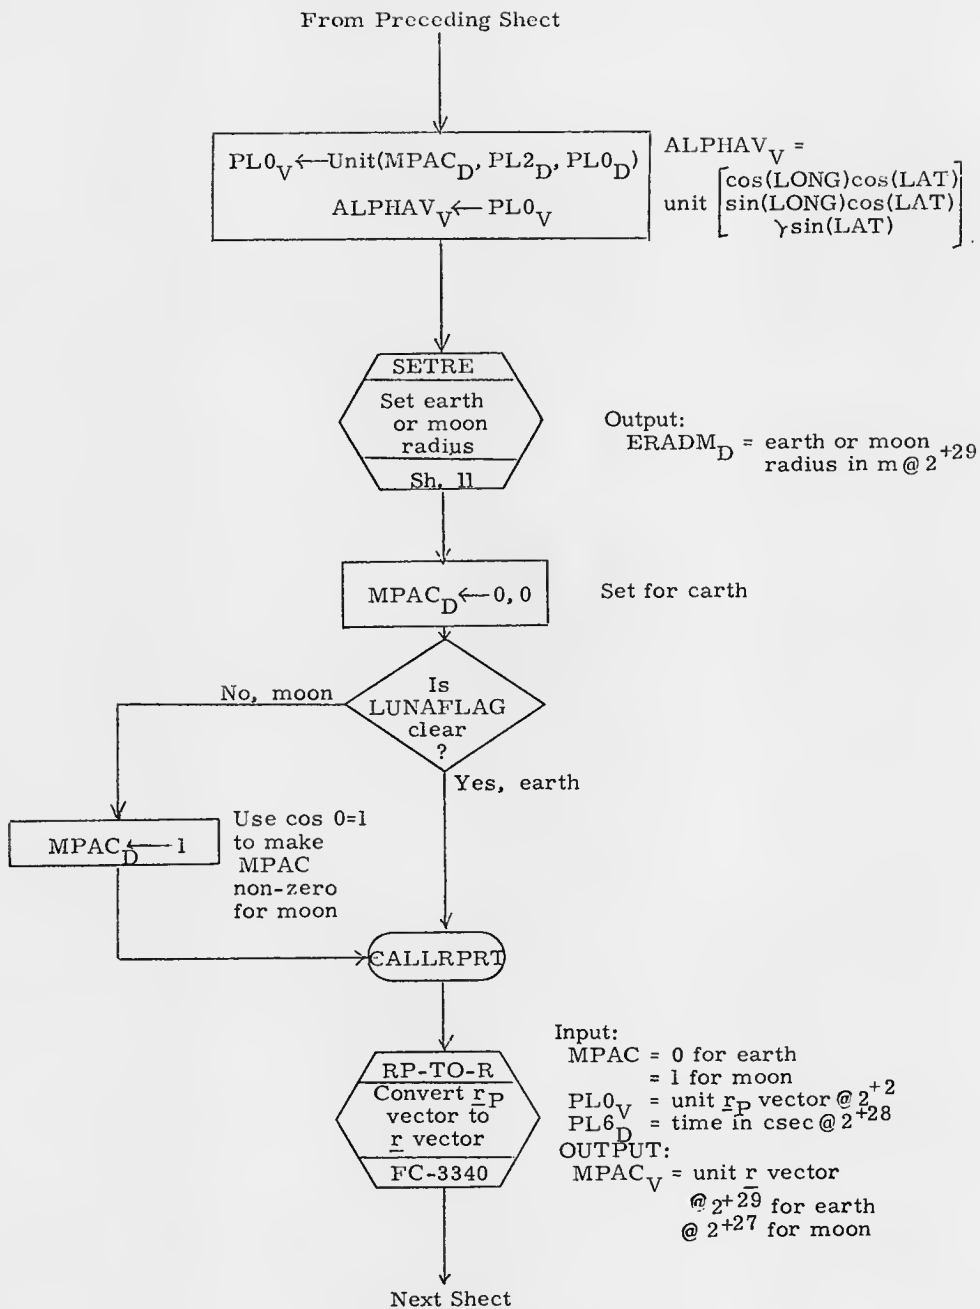 From Preceding Sheet
PL0V←Unit(MPACD, PL2D, PL0D)
ALPHAVV←PL0V
ALPHAVV =
unit [cos(LONG)cos(LAT)
sin(LONG)cos(LAT)
γsin(LAT)].
SETRE
Set earth
or moon
radius
Sh. 11
Output:
ERADMD = earth or moon
radius in m @ 2+29
MPACD←0, 0
Set for earth
Is
LUNAFLAG
clear
?
No, moon
Yes, earth
MPACD←1
Use cos 0=1
to make
MPAC
non-zero
for moon
CALLRPRT
RP-TO-R
Convert rP
vector to
r vector
FC-3340
Input:
MPAC = 0 for earth
= 1 for moon
PL0V = unit rP vector @ 2+2
PL6D = time in csec @ 2+28
OUTPUT:
MPACV = unit r vector
@ 2+29 for earth
@ 2+27 for moon
Next Sheet